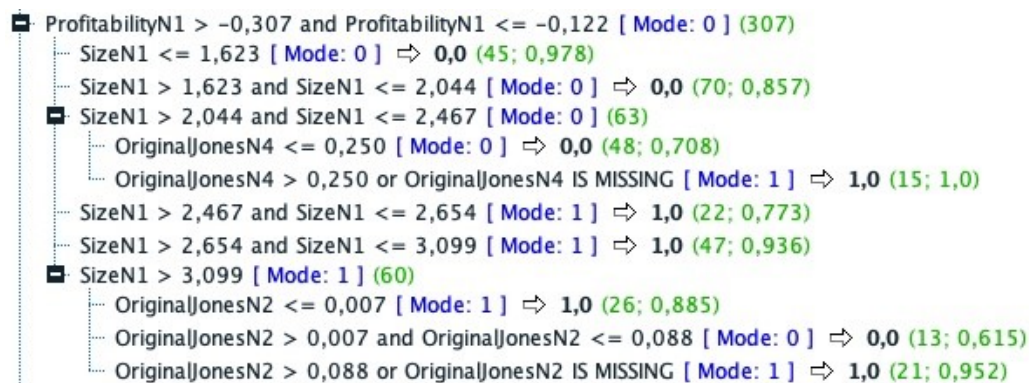 ProfitabilityN1 > -0,307 and ProfitabilityN1 <= -0,122 [ Mode: 0 ] (307)
SizeN1 <= 1,623 [ Mode: 0 ] ⇨ 0,0 (45; 0,978)
SizeN1 > 1,623 and SizeN1 <= 2,044 [ Mode: 0 ] ⇨ 0,0 (70; 0,857)
SizeN1 > 2,044 and SizeN1 <= 2,467 [ Mode: 0 ] (63)
OriginalJonesN4 <= 0,250 [ Mode: 0 ] ⇨ 0,0 (48; 0,708)
OriginalJonesN4 > 0,250 or OriginalJonesN4 IS MISSING [ Mode: 1 ] ⇨ 1,0 (15; 1,0)
SizeN1 > 2,467 and SizeN1 <= 2,654 [ Mode: 1 ] ⇨ 1,0 (22; 0,773)
SizeN1 > 2,654 and SizeN1 <= 3,099 [ Mode: 1 ] ⇨ 1,0 (47; 0,936)
SizeN1 > 3,099 [ Mode: 1 ] (60)
OriginalJonesN2 <= 0,007 [ Mode: 1 ] ⇨ 1,0 (26; 0,885)
OriginalJonesN2 > 0,007 and OriginalJonesN2 <= 0,088 [ Mode: 0 ] ⇨ 0,0 (13; 0,615)
OriginalJonesN2 > 0,088 or OriginalJonesN2 IS MISSING [ Mode: 1 ] ⇨ 1,0 (21; 0,952)